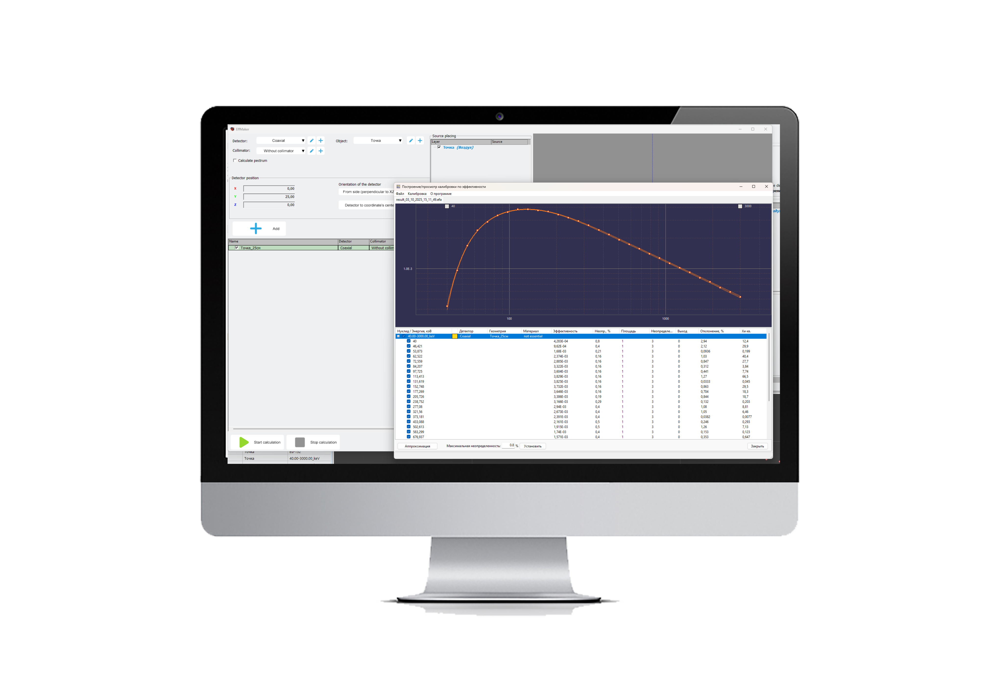 EffMaker
Detector: Coaxial Object: Точка
Collimator: Without collimator
Calculate pectrum
Source placing
Layer Source
Точка (Воздух)
Detector position
X 0,00
Y 25,00
Z 0,00
Orientation of the detector
From side (perpendicular to XZ
Detector to coordinate's cente
Add
Name Detector Collimator
Точка_25см Coaxial Without collim
Start calculation Stop calculation
Точка Eu-152
Точка 40.00-3000.00_keV
Построение/просмотр калибровки по эффективности
Файл Калибровка О программе
result_03_10_2025_15_11_49.efa
40 3000
1.0E-3
100 1000
Нуклид / Энергия, кэВ Детектор Геометрия Материал Эффективность Неопр., % Площадь Неопределе... Выход Отклонение, % Хи кв.
40.00-3000.00_keV Coaxial Точка_25см not essential
40 4,283E-04 0,8 1 3 0 2,94 12,4
46,421 9,62E-04 0,4 1 3 0 2,12 29,9
53,873 1,68E-03 0,21 1 3 0 0,0936 0,199
62,522 2,374E-03 0,16 1 3 0 1,03 40,4
72,559 2,885E-03 0,16 1 3 0 0,847 27,7
84,207 3,322E-03 0,16 1 3 0 0,312 3,84
97,725 3,604E-03 0,16 1 3 0 0,441 7,74
113,413 3,829E-03 0,16 1 3 0 1,27 66,5
131,619 3,825E-03 0,16 1 3 0 0,0333 0,045
152,748 3,732E-03 0,16 1 3 0 0,863 29,5
177,269 3,646E-03 0,16 1 3 0 0,704 18,3
205,726 3,386E-03 0,19 1 3 0 0,844 18,7
238,752 3,166E-03 0,29 1 3 0 0,132 0,203
277,08 2,94E-03 0,4 1 3 0 1,08 8,81
321,56 2,673E-03 0,4 1 3 0 1,05 6,46
373,181 2,391E-03 0,4 1 3 0 0,0382 0,0077
433,088 2,161E-03 0,5 1 3 0 0,246 0,293
502,613 1,915E-03 0,5 1 3 0 1,26 7,13
583,299 1,74E-03 0,4 1 3 0 0,153 0,123
676,937 1,571E-03 0,4 1 3 0 0,353 0,647
Аппроксимация Максимальная неопределенность: 0.8 % Установить Закрыть